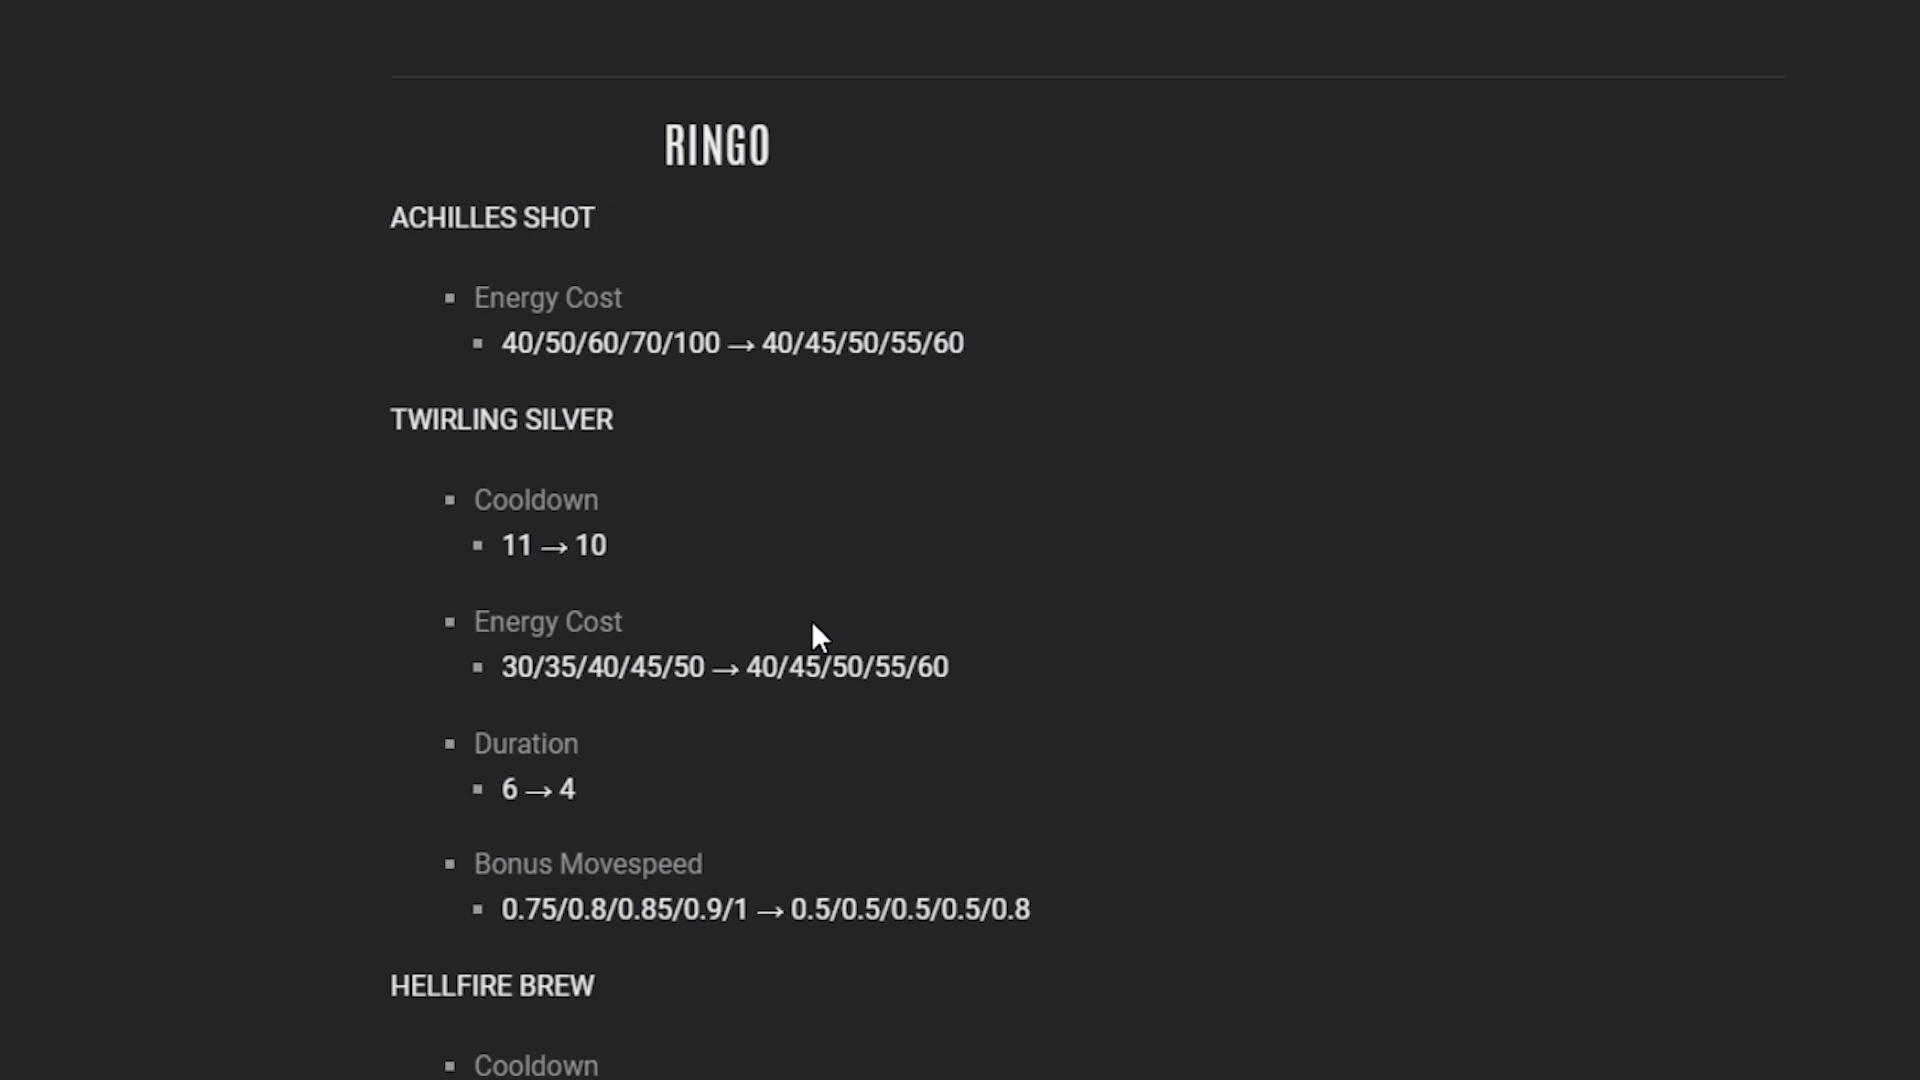 RINGO
ACHILLES SHOT
Energy Cost
40/50/60/70/100 → 40/45/50/55/60
TWIRLING SILVER
Cooldown
11 → 10
Energy Cost
30/35/40/45/50 → 40/45/50/55/60
Duration
6 → 4
Bonus Movespeed
0.75/0.8/0.85/0.9/1 → 0.5/0.5/0.5/0.5/0.8
HELLFIRE BREW
Cooldown